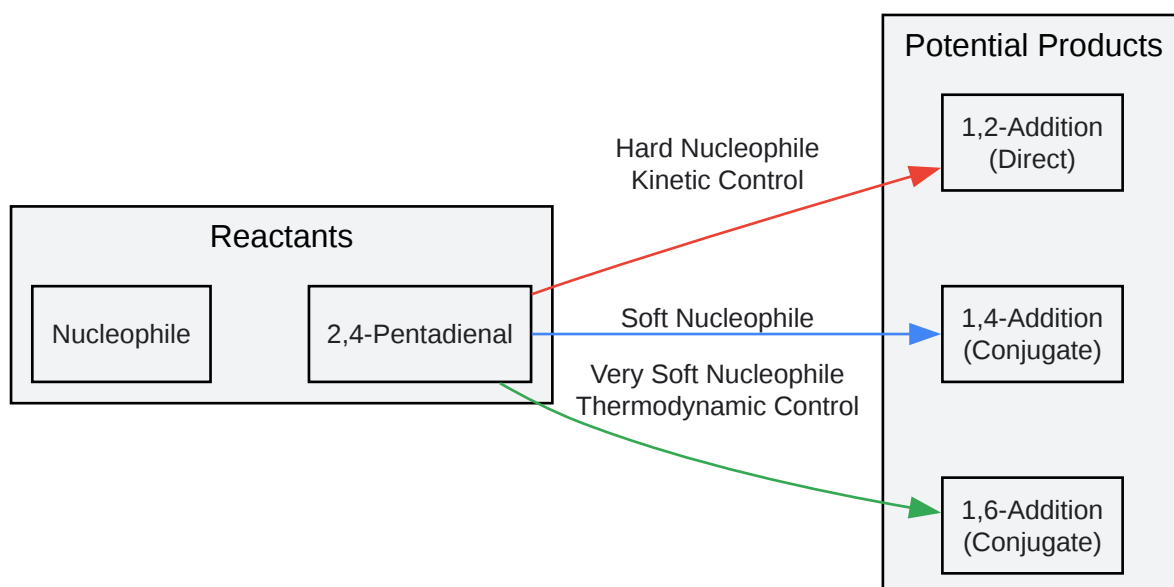 Potential Products
1,2-Addition
(Direct)
Hard Nucleophile
Kinetic Control
Reactants
Nucleophile
2,4-Pentadienal
Soft Nucleophile
1,4-Addition
(Conjugate)
Very Soft Nucleophile
Thermodynamic Control
1,6-Addition
(Conjugate)